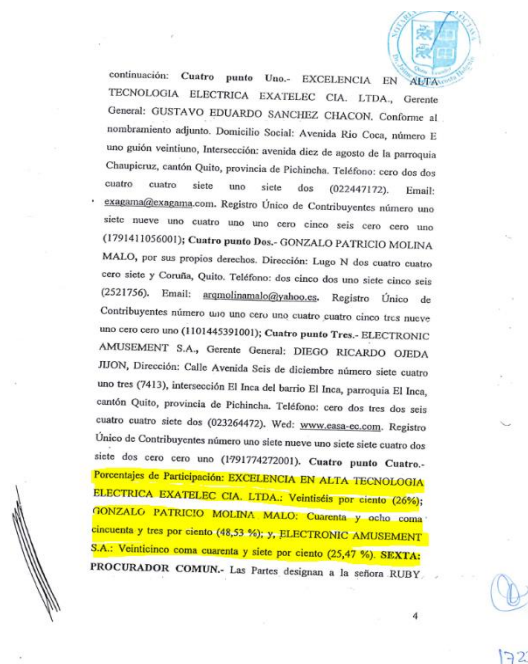 continuación: Cuatro punto Uno.- EXCELENCIA EN ALTA
TECNOLOGIA ELECTRICA EXATELEC CIA. LTDA., Gerente
General: GUSTAVO EDUARDO SANCHEZ CHACON. Conforme al
nombramiento adjunto. Domicilio Social: Avenida Rio Coca, número E
uno guión veintiuno, Intersección: avenida diez de agosto de la parroquia
Chaupicruz, cantón Quito, provincia de Pichincha. Teléfono: cero dos dos
cuatro cuatro siete uno siete dos (022447172). Email:
exagama@exagama.com. Registro Único de Contribuyentes número uno
siete nueve uno cuatro uno uno cero cinco seis cero cero uno
(1791411056001); Cuatro punto Dos.- GONZALO PATRICIO MOLINA
MALO, por sus propios derechos. Dirección: Lugo N dos cuatro cuatro
cero siete y Coruña, Quito. Teléfono: dos cinco dos uno siete cinco seis
(2521756). Email: arqmolinamalo@yahoo.es. Registro Único de
Contribuyentes número uno uno cero uno cuatro cuatro cinco tres nueve
uno cero cero uno (1101445391001); Cuatro punto Tres.- ELECTRONIC
AMUSEMENT S.A., Gerente General: DIEGO RICARDO OJEDA
JIJON, Dirección: Calle Avenida Seis de diciembre número siete cuatro
uno tres (7413), intersección El Inca del barrio El Inca, parroquia El Inca,
cantón Quito, provincia de Pichincha. Teléfono: cero dos tres dos seis
cuatro cuatro siete dos (023264472). Wed: www.easa-ec.com. Registro
Único de Contribuyentes número uno siete nueve uno siete siete cuatro dos
siete dos cero cero uno (1791774272001). Cuatro punto Cuatro.-
Porcentajes de Participación: EXCELENCIA EN ALTA TECNOLOGIA
ELECTRICA EXATELEC CIA. LTDA.: Veintiséis por ciento (26%);
GONZALO PATRICIO MOLINA MALO: Cuarenta y ocho coma
cincuenta y tres por ciento (48,53 %); y, ELECTRONIC AMUSEMENT
S.A.: Veinticinco coma cuarenta y siete por ciento (25,47 %). SEXTA:
PROCURADOR COMUN.- Las Partes designan a la señora RUBY
4